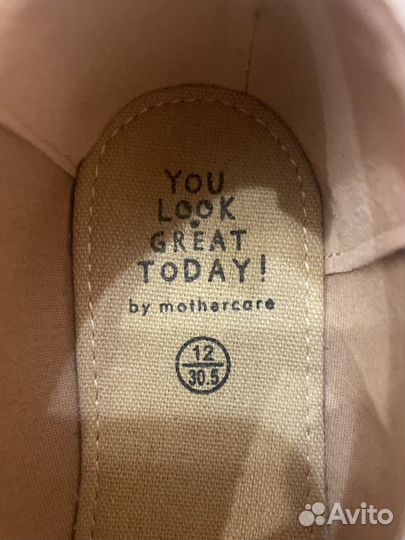 YOU
LOOK
GREAT
TODAY!
by mothercare
12
30.5
Avito